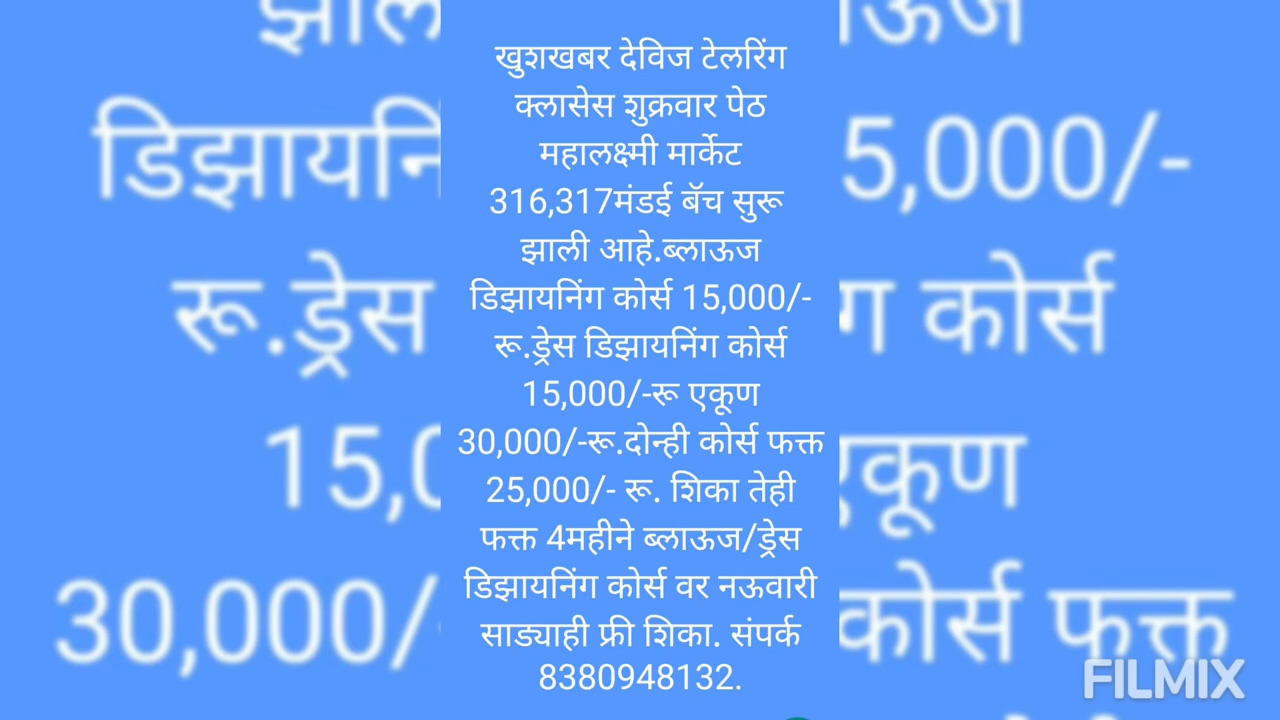 खुशखबर देविज टेलरिंग
क्लासेस शुक्रवार पेठ
महालक्ष्मी मार्केट
316,317मंडई बॅच सुरू
झाली आहे.ब्लाऊज
डिझायनिंग कोर्स 15,000/-
रू.ड्रेस डिझायनिंग कोर्स
15,000/-रू एकूण
30,000/-रू.दोन्ही कोर्स फक्त
25,000/- रू. शिका तेही
फक्त 4महीने ब्लाऊज/ड्रेस
डिझायनिंग कोर्स वर नऊवारी
साड्याही फ्री शिका. संपर्क
8380948132.
FILMIX